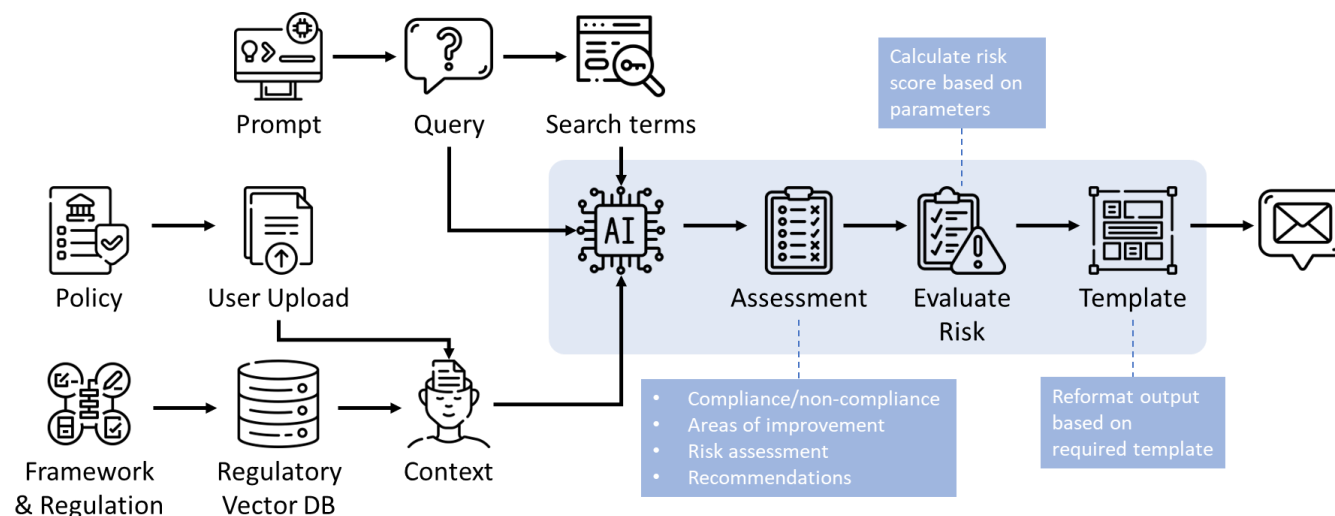 Prompt
Query
Search terms
Calculate risk
score based on
parameters
Policy
User Upload
AI
Assessment
Evaluate
Risk
Template
Framework
& Regulation
Regulatory
Vector DB
Context
• Compliance/non-compliance
• Areas of improvement
• Risk assessment
• Recommendations
Reformat output
based on
required template